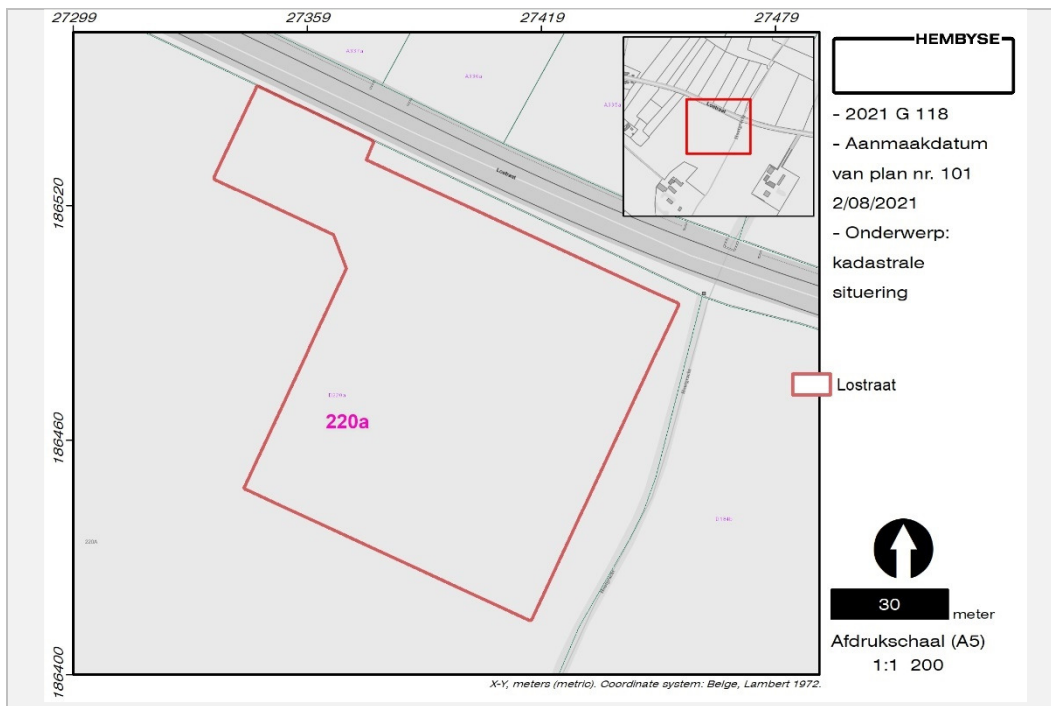 27299 27359 27419 27479
HEMBYSE
- 2021 G 118
- Aanmaakdatum
van plan nr. 101
2/08/2021
- Onderwerp:
kadastrale
situering
Lostraat
Lostraat
Lostraat
186520
186460
186400
220a
30
meter
Afdrukschaal (A5)
1:1 200
X-Y, meters (metric). Coordinate system: Belge, Lambert 1972.